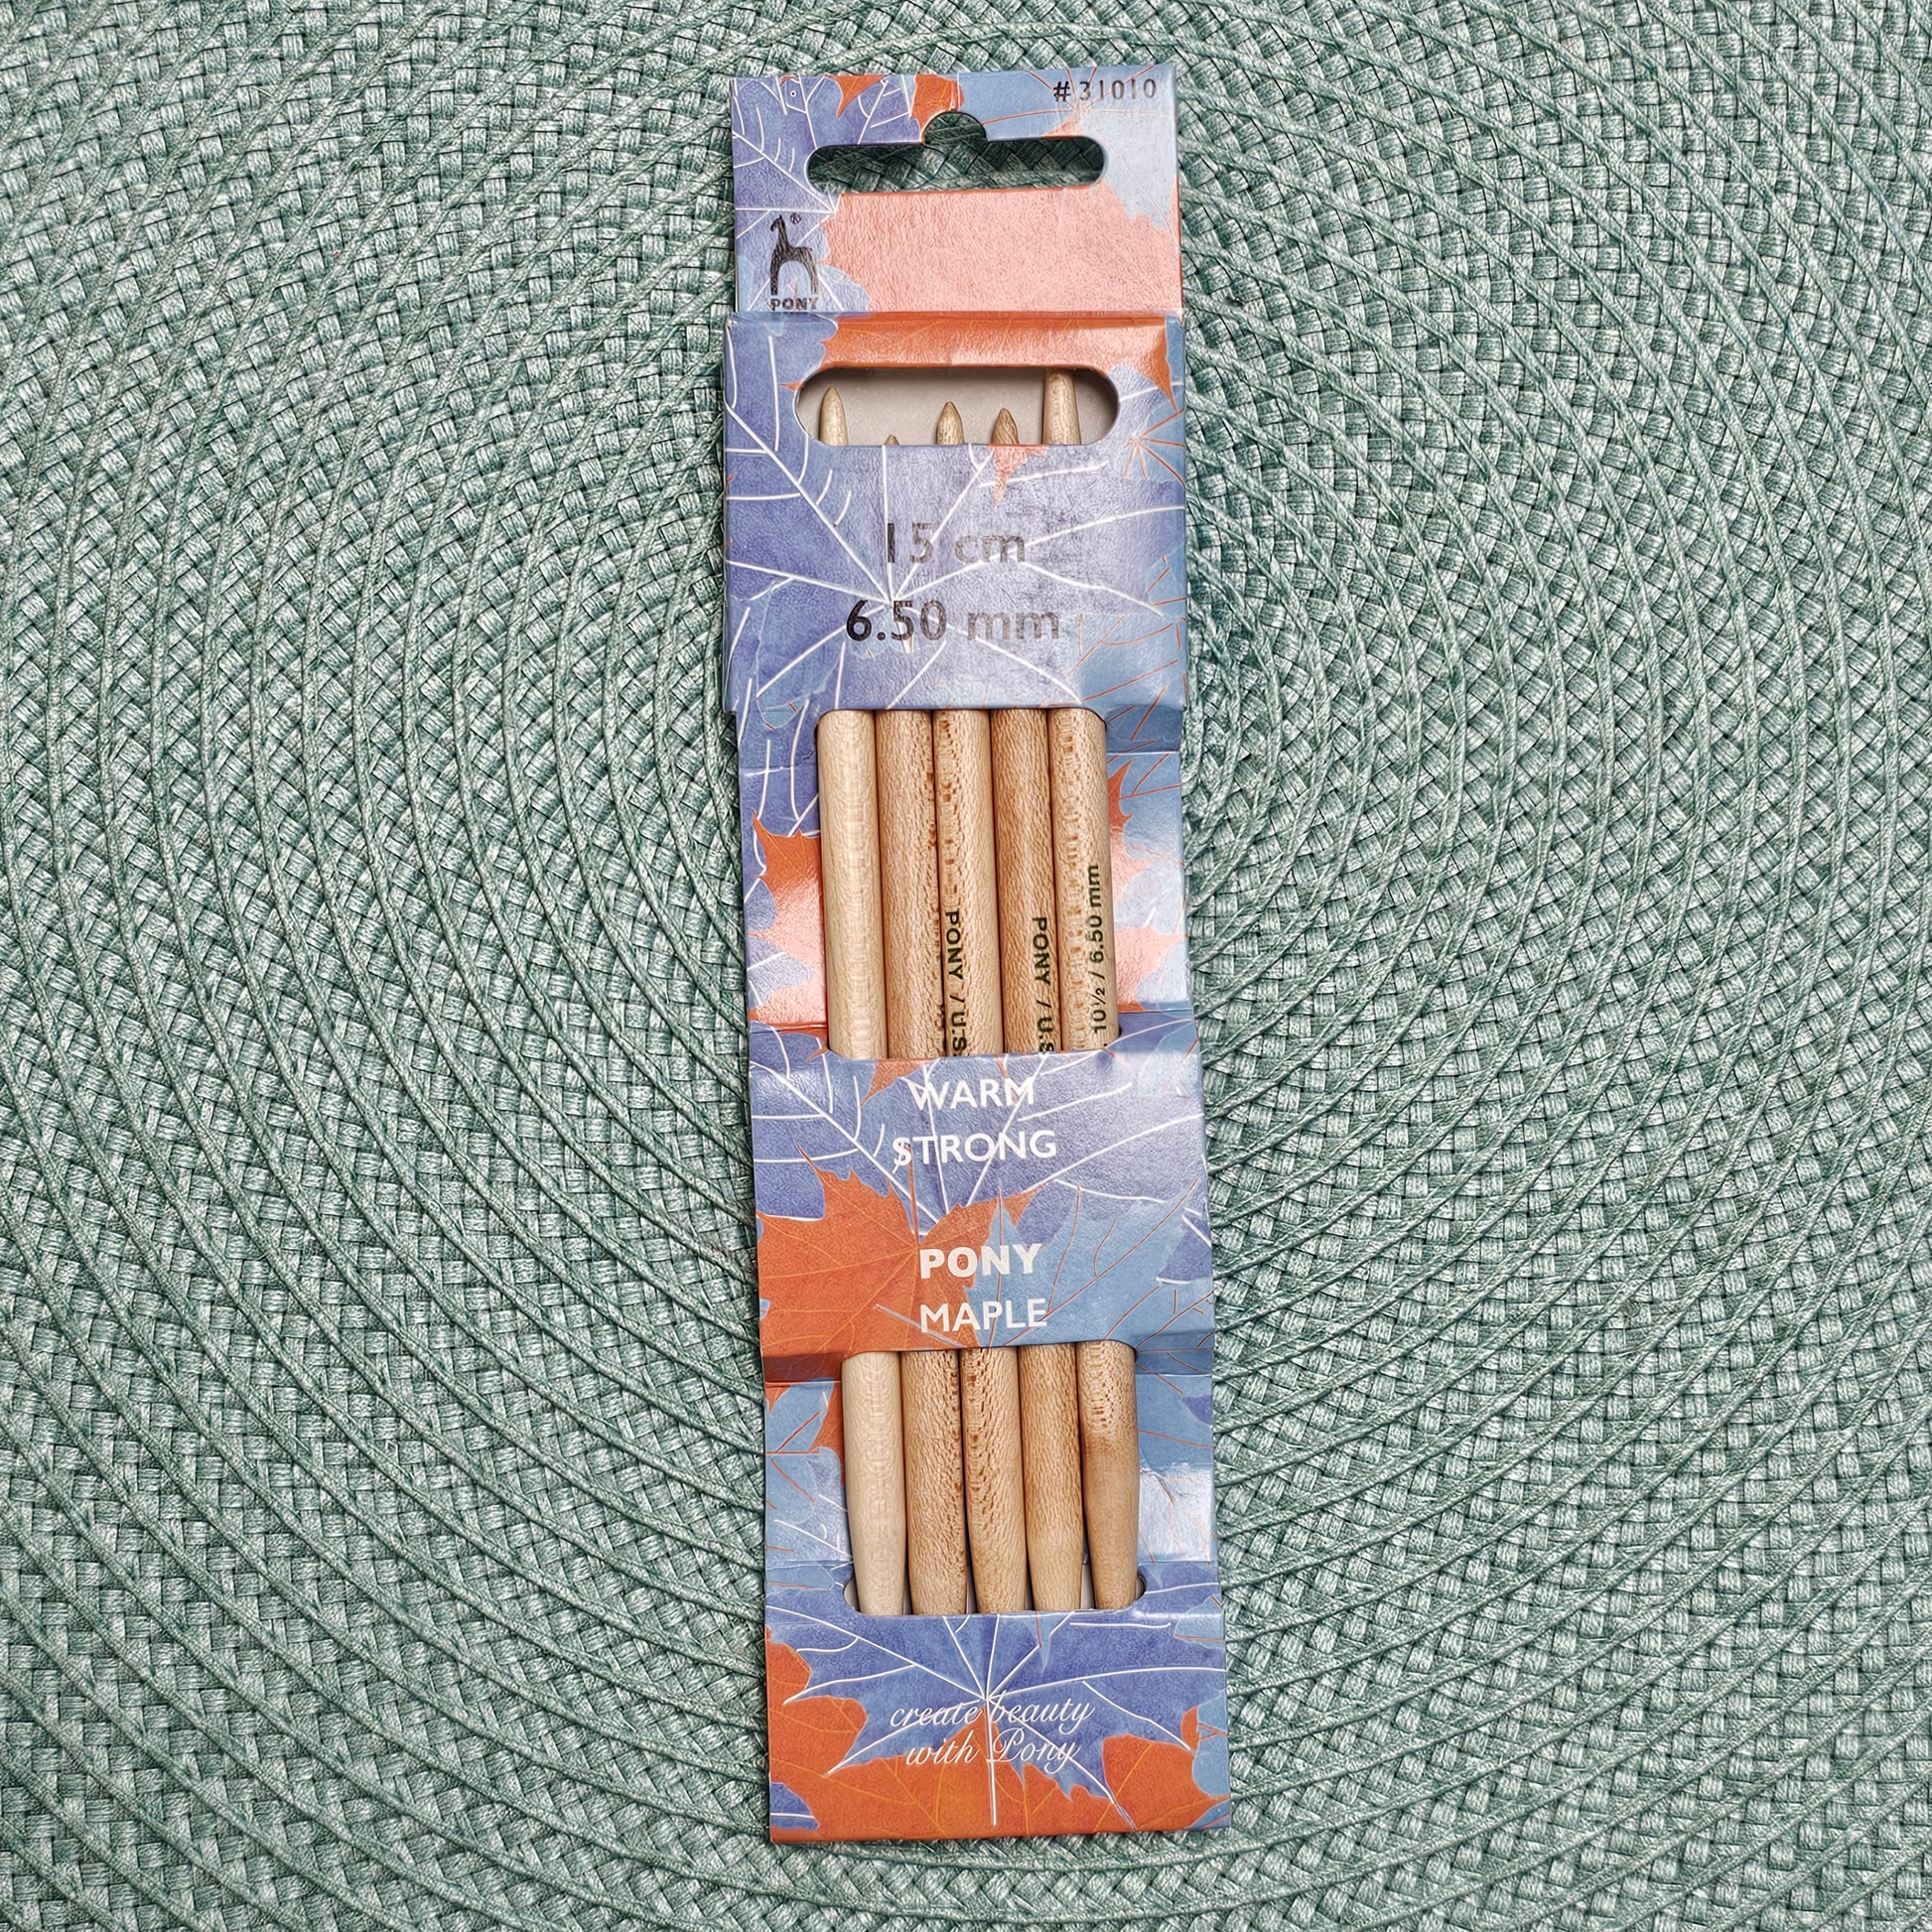 #31010
®
PONY
15 cm
6.50 mm
PONY / U.S
PONY / U.S
10½ / 6.50 mm
WARM
STRONG
PONY
MAPLE
create beauty
with Pony